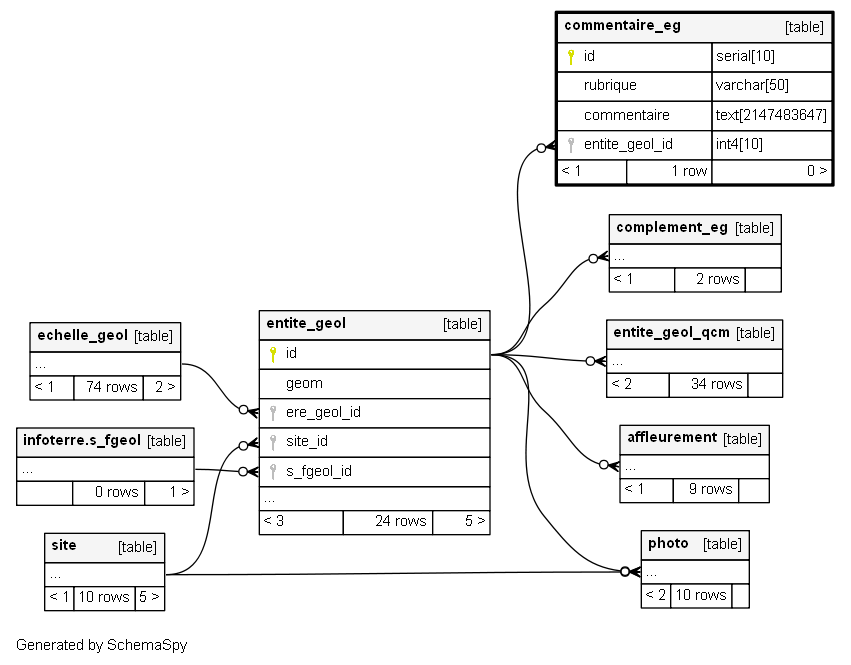 commentaire_eg [table]
id serial[10]
rubrique varchar[50]
commentaire text[2147483647]
entite_geol_id int4[10]
< 1 1 row 0 >
complement_eg [table]
...
< 1 2 rows
entite_geol [table]
id
geom
ere_geol_id
site_id
s_fgeol_id
...
< 3 24 rows 5 >
echelle_geol [table]
...
< 1 74 rows 2 >
entite_geol_qcm [table]
...
< 2 34 rows
infoterre.s_fgeol [table]
...
0 rows 1 >
affleurement [table]
...
< 1 9 rows
site [table]
...
< 1 10 rows 5 >
photo [table]
...
< 2 10 rows
Generated by SchemaSpy